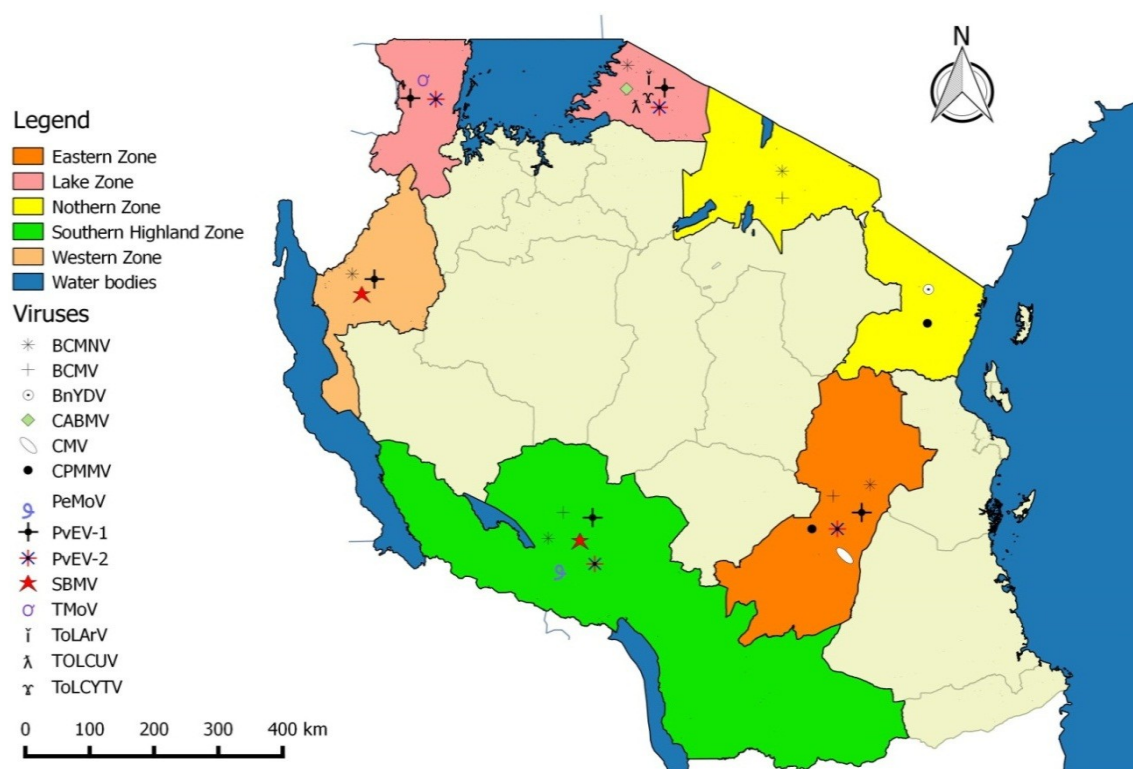 N
Legend
Eastern Zone
Lake Zone
Nothern Zone
Southern Highland Zone
Western Zone
Water bodies
Viruses
BCMNV
BCMV
BnYDV
CABMV
CMV
CPMMV
PeMoV
PvEV-1
PvEV-2
SBMV
TMoV
ToLArV
TOLCUV
ToLCYTV
0 100 200 300 400 km